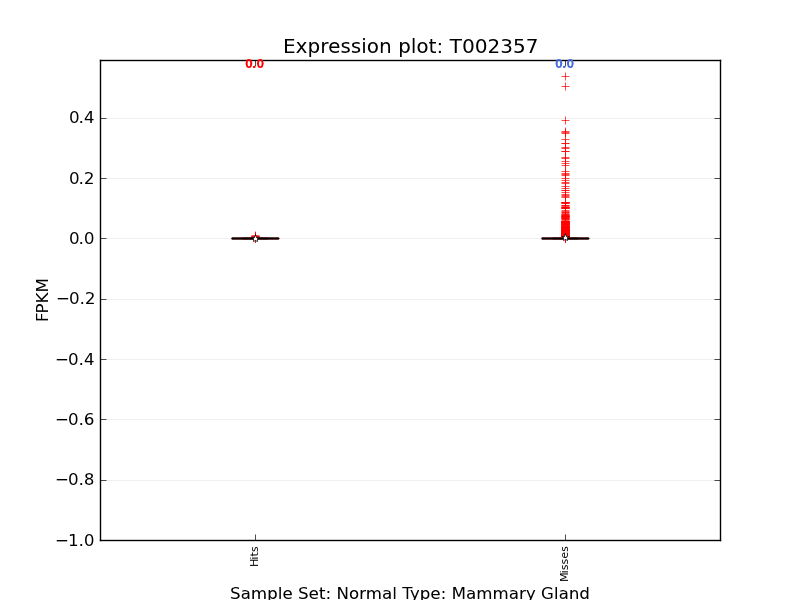 Expression plot: T002357
0.0
0.0
0.4
0.2
0.0
−0.2
−0.4
−0.6
−0.8
−1.0
FPKM
Hits
Misses
Sample Set: Normal Type: Mammary Gland